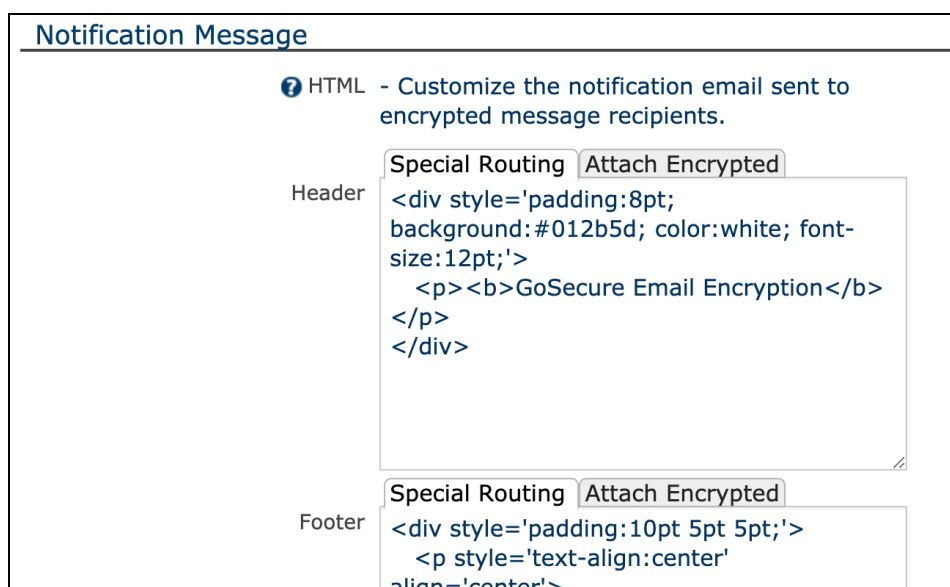 Notification Message
HTML - Customize the notification email sent to
encrypted message recipients.
Special Routing Attach Encrypted
Header
<div style='padding:8pt;
background:#012b5d; color:white; font-
size:12pt;'>
<p><b>GoSecure Email Encryption</b>
</p>
</div>
Special Routing Attach Encrypted
Footer
<div style='padding:10pt 5pt 5pt;'>
<p style='text-align:center'
align='center'>